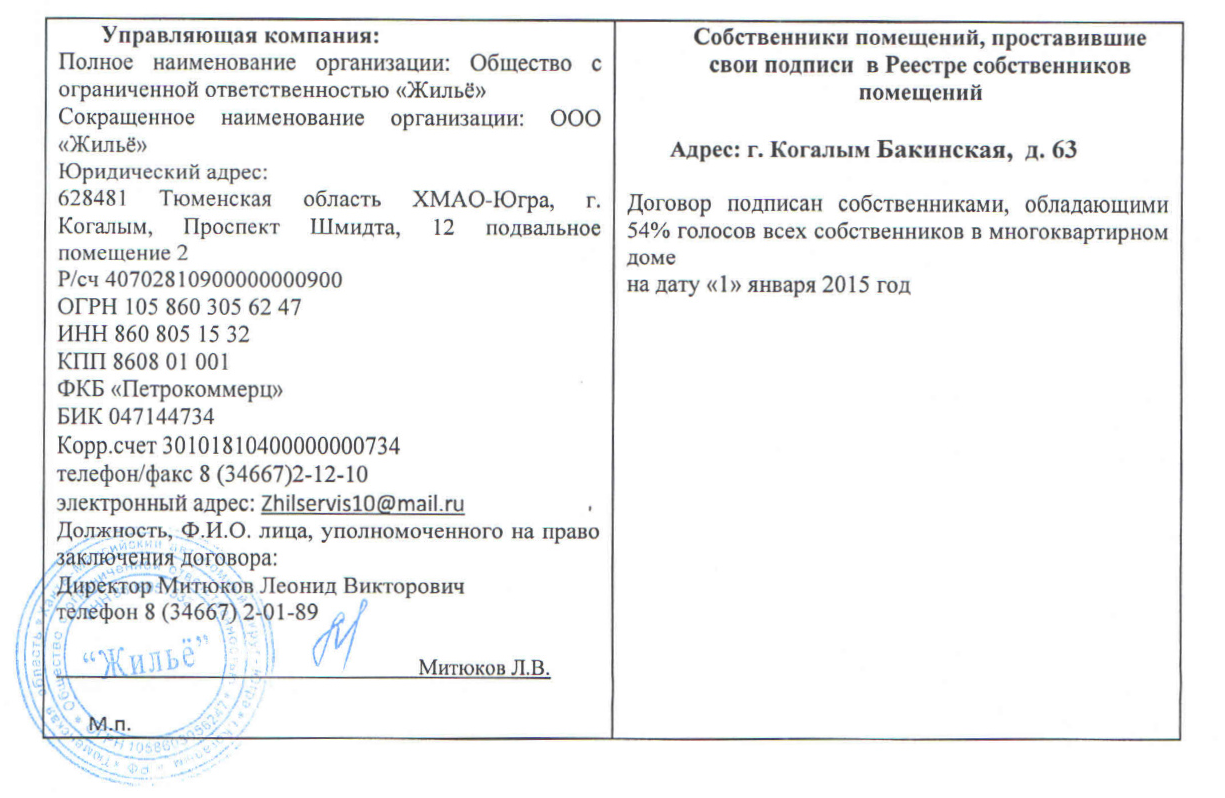 Управляющая компания:
Полное наименование организации: Общество с
ограниченной ответственностью «Жильё»
Сокращенное наименование организации: ООО
«Жильё»
Юридический адрес:
628481 Тюменская область ХМАО-Югра, г.
Когалым, Проспект Шмидта, 12 подвальное
помещение 2
Р/сч 40702810900000000900
ОГРН 105 860 305 62 47
ИНН 860 805 15 32
КПП 8608 01 001
ФКБ «Петрокоммерц»
БИК 047144734
Корр.счет 30101810400000000734
телефон/факс 8 (34667)2-12-10
электронный адрес: Zhilservis10@mail.ru
Должность, Ф.И.О. лица, уполномоченного на право
заключения договора:
Директор Митюков Леонид Викторович
телефон 8 (34667) 2-01-89
“Жильё”
Митюков Л.В.
М.п.
Собственники помещений, проставившие
свои подписи в Реестре собственников
помещений
Адрес: г. Когалым Бакинская, д. 63
Договор подписан собственниками, обладающими
54% голосов всех собственников в многоквартирном
доме
на дату «1» января 2015 год